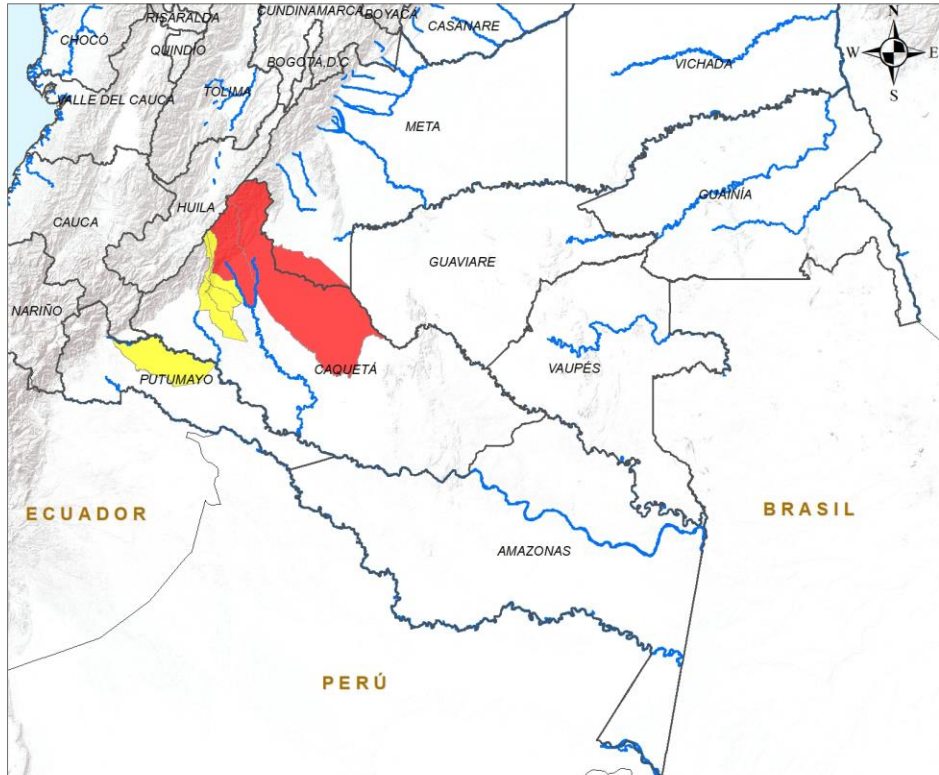 CUNDINAMARCA
BOYACÁ
RISARALDA
CASANARE
N
CHOCÓ
QUINDIO
BOGOTÁ,D.C
W
E
VICHADA
VALLE DEL CAUCA
TOLIMA
S
META
HUILA
GUAINÍA
CAUCA
GUAVIARE
NARIÑO
CAQUETÁ
VAUPÉS
PUTUMAYO
ECUADOR
BRASIL
AMAZONAS
PERÚ